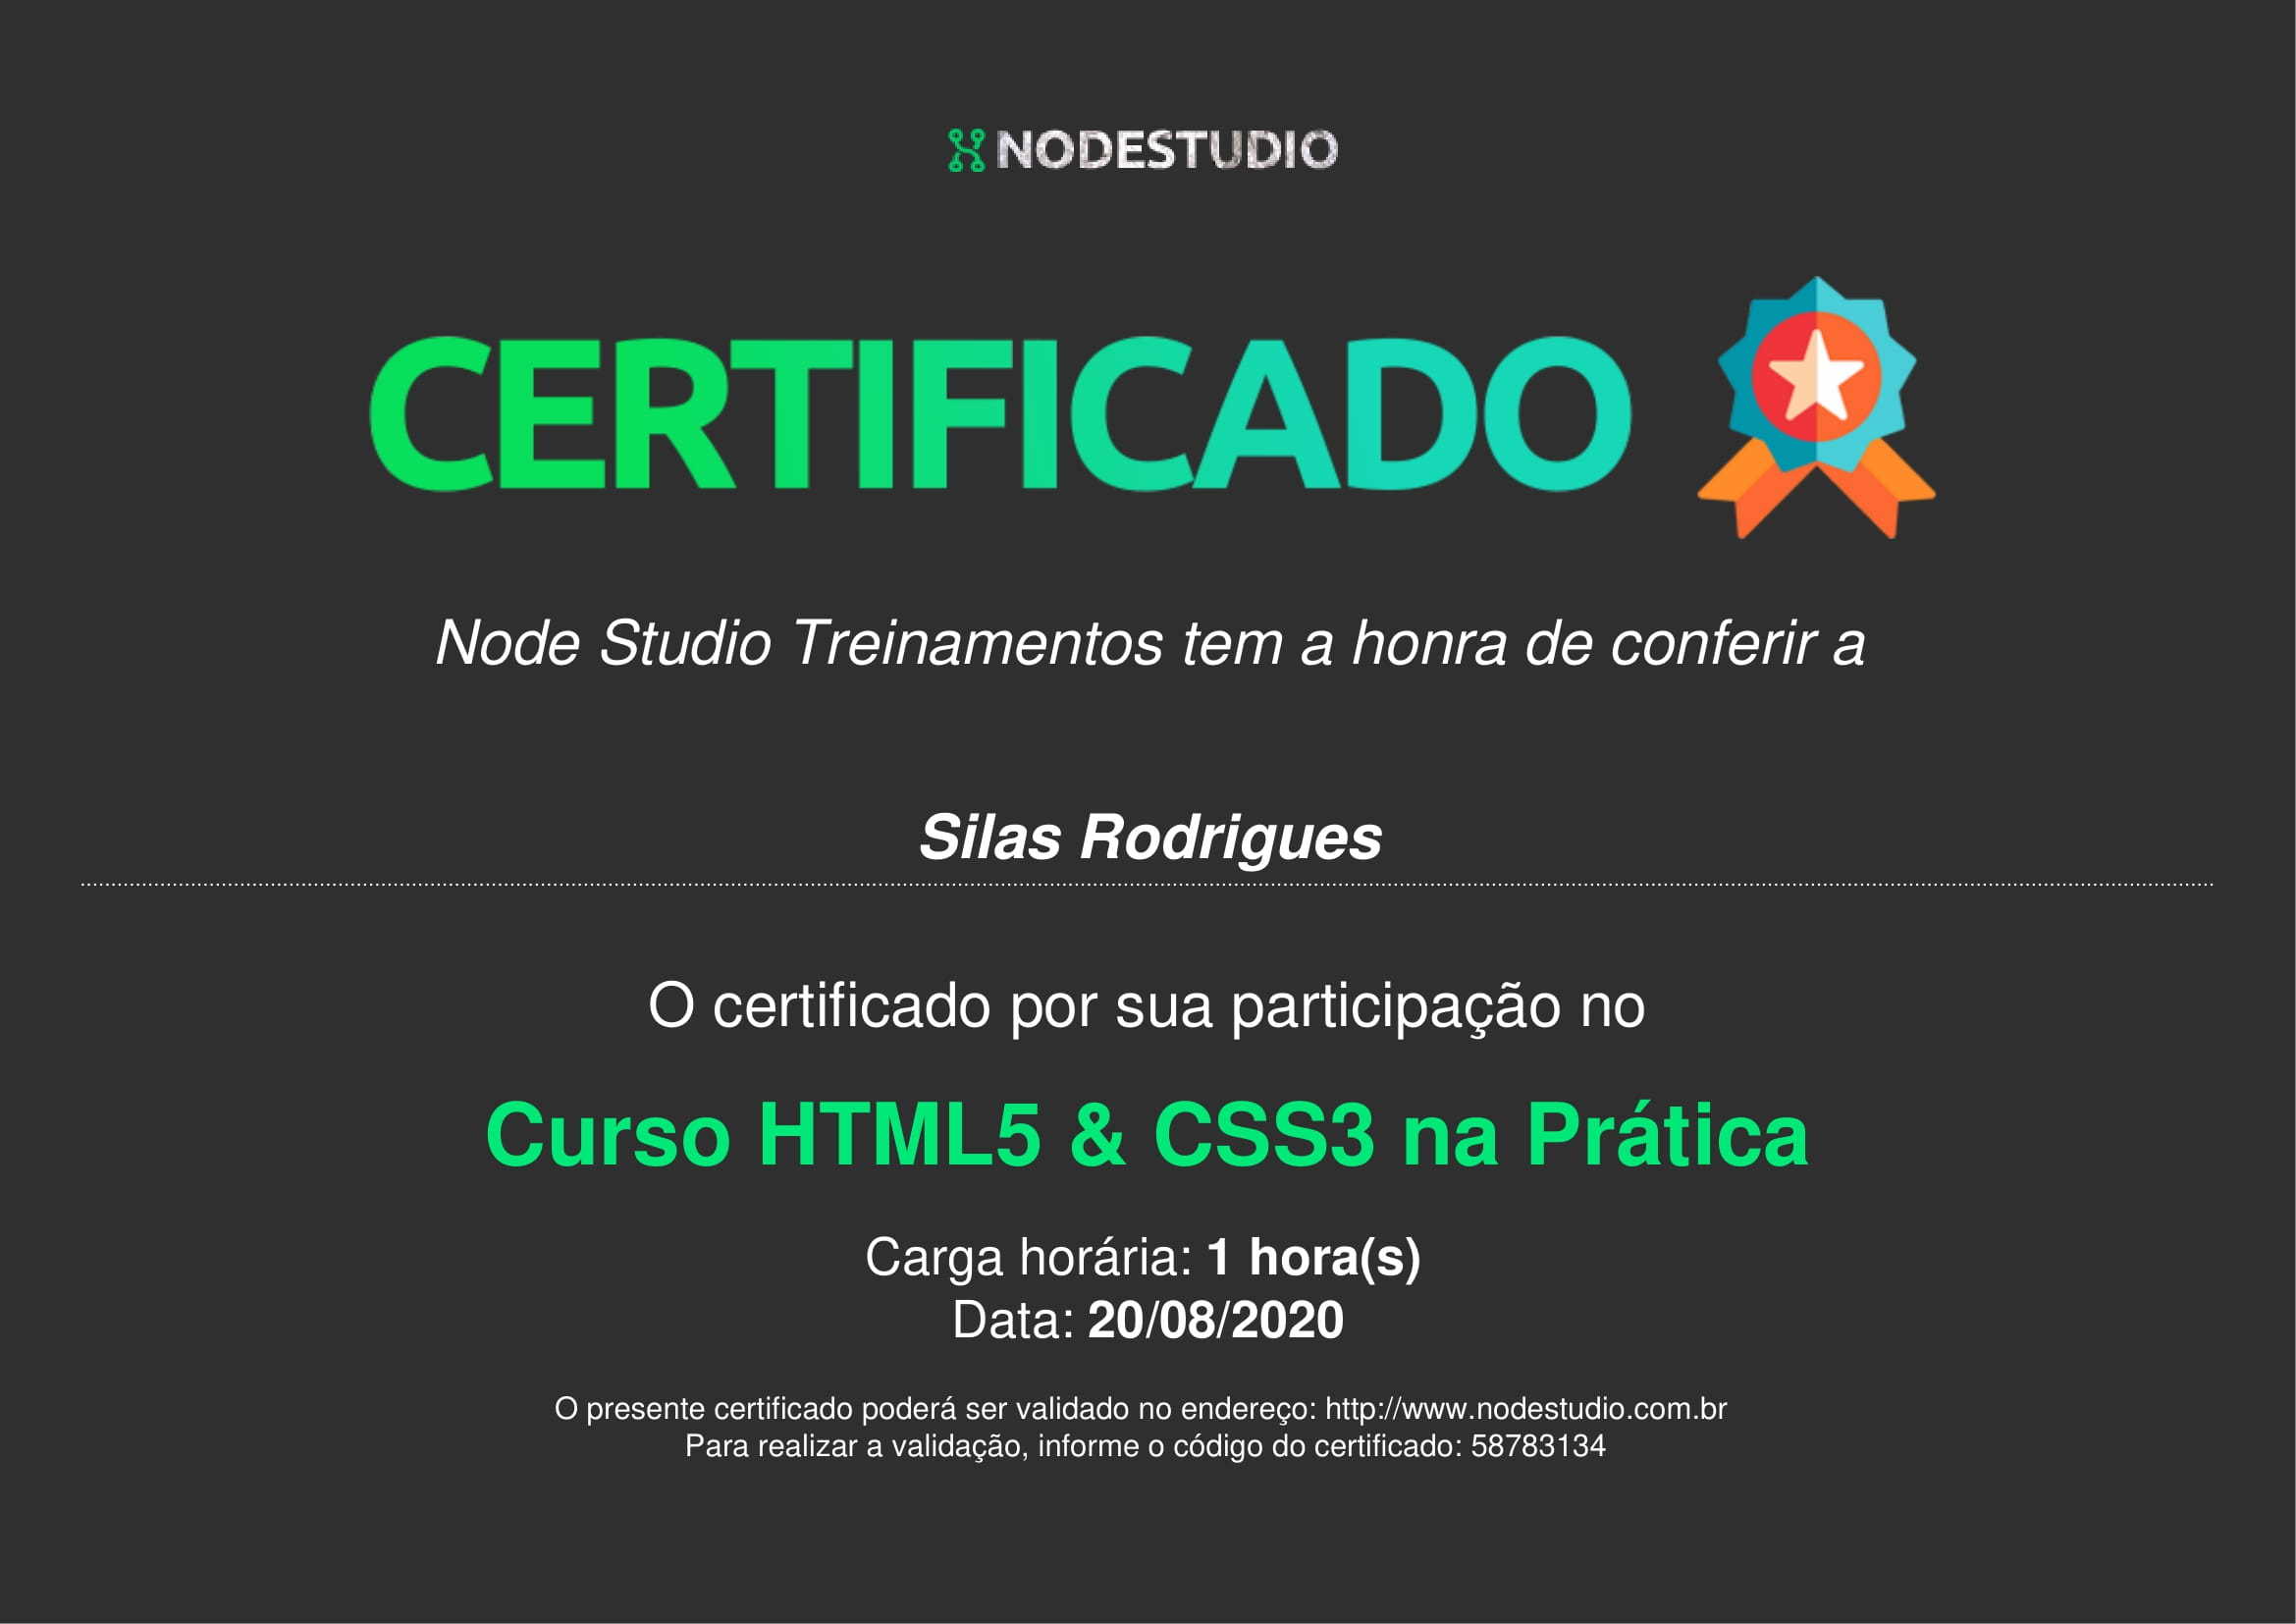 NODESTUDIO
CERTIFICADO
Node Studio Treinamentos tem a honra de conferir a
Silas Rodrigues
O certificado por sua participação no
Curso HTML5 & CSS3 na Prática
Carga horária: 1 hora(s)
Data: 20/08/2020
O presente certificado poderá ser validado no endereço: http://www.nodestudio.com.br
Para realizar a validação, informe o código do certificado: 58783134